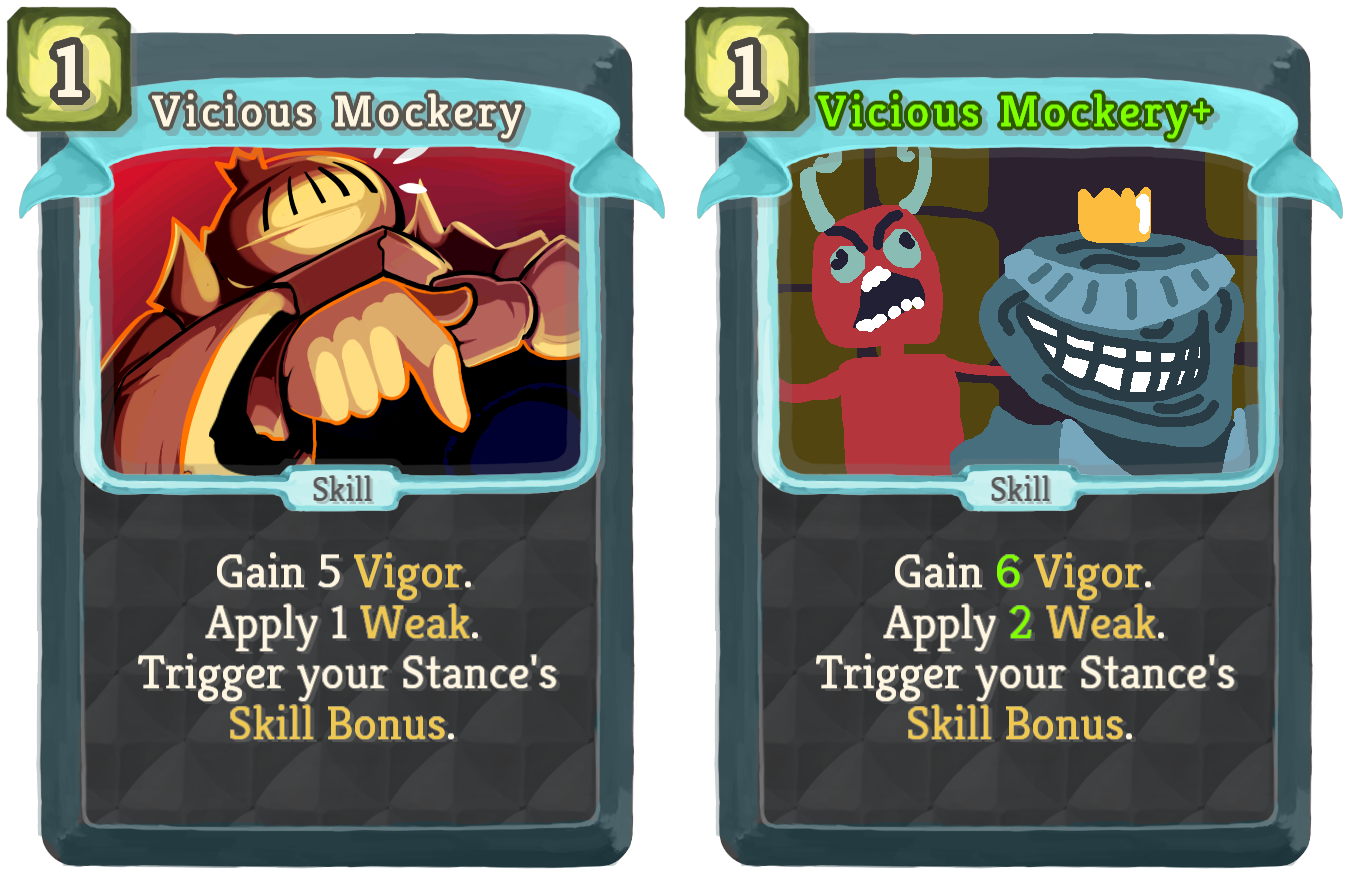 1
Vicious Mockery
Skill
Gain 5 Vigor.
Apply 1 Weak.
Trigger your Stance's
Skill Bonus.
1
Vicious Mockery+
Skill
Gain 6 Vigor.
Apply 2 Weak.
Trigger your Stance's
Skill Bonus.